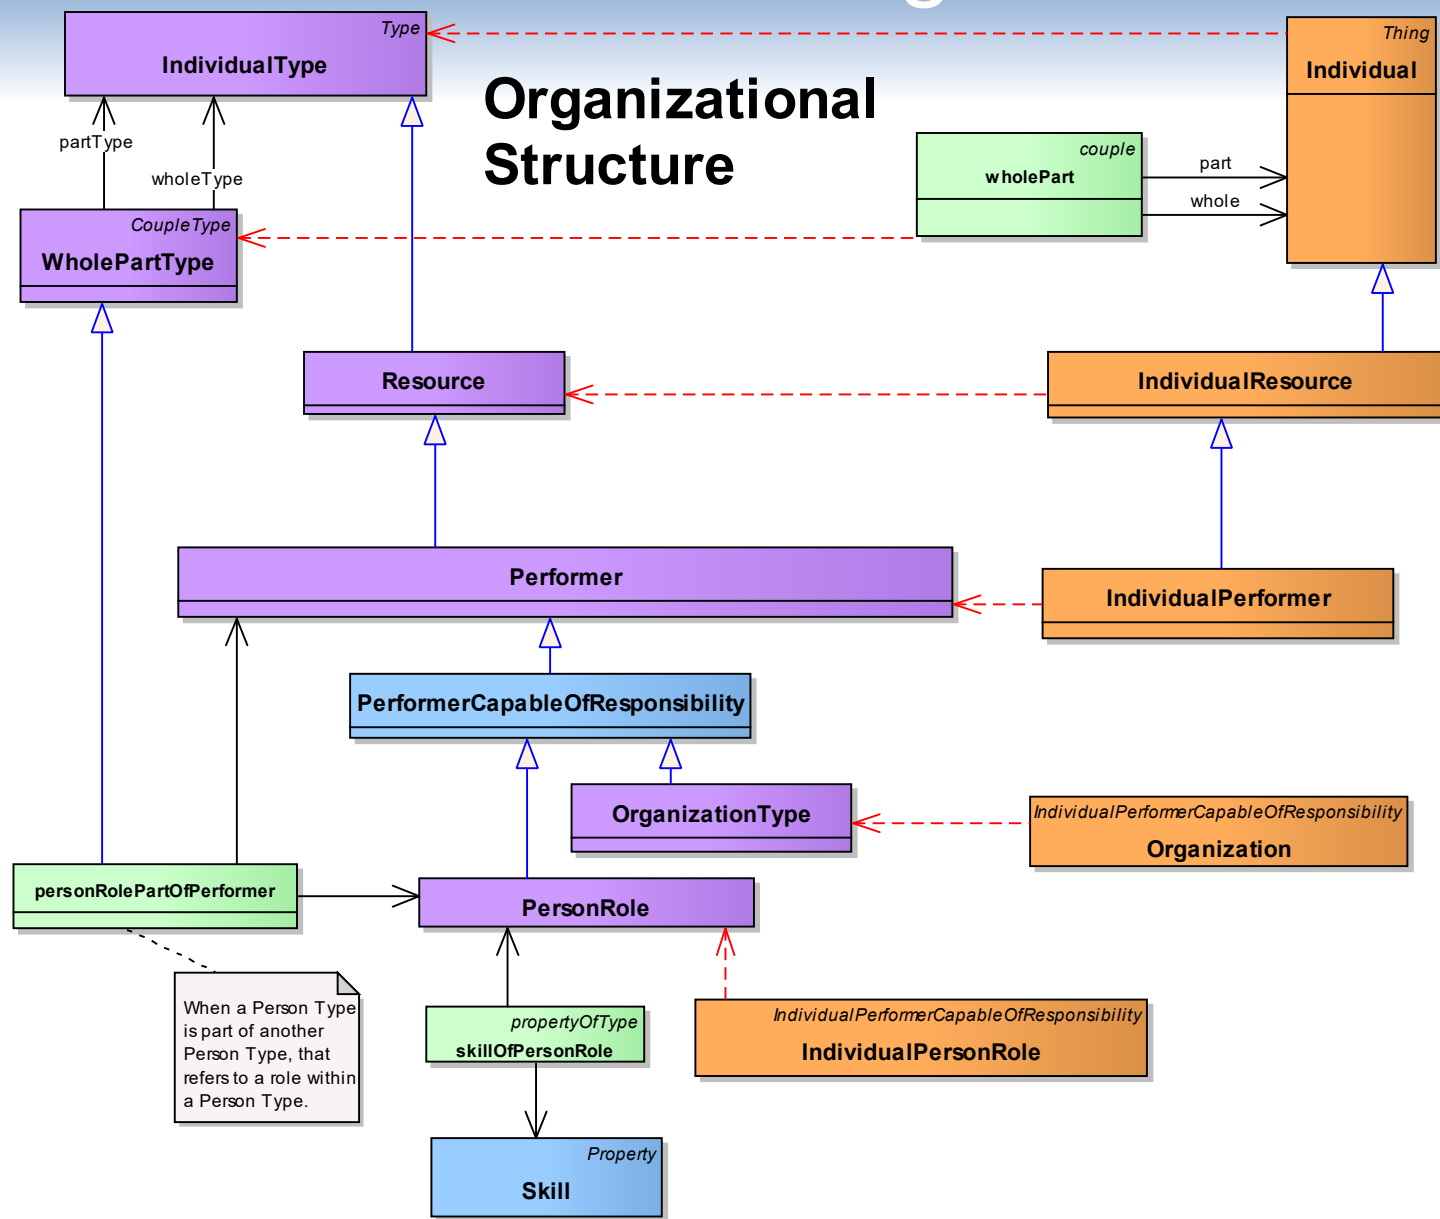 g
Type
IndividualType
Thing
Individual
Organizational
Structure
partType
wholeType
couple
wholePart
part
whole
CoupleType
WholePartType
Resource
IndividualResource
Performer
IndividualPerformer
PerformerCapableOfResponsibility
OrganizationType
IndividualPerformerCapableOfResponsibility
Organization
personRolePartOfPerformer
PersonRole
When a Person Type
is part of another
Person Type, that
refers to a role within
a Person Type.
propertyOfType
skillOfPersonRole
IndividualPerformerCapableOfResponsibility
IndividualPersonRole
Property
Skill